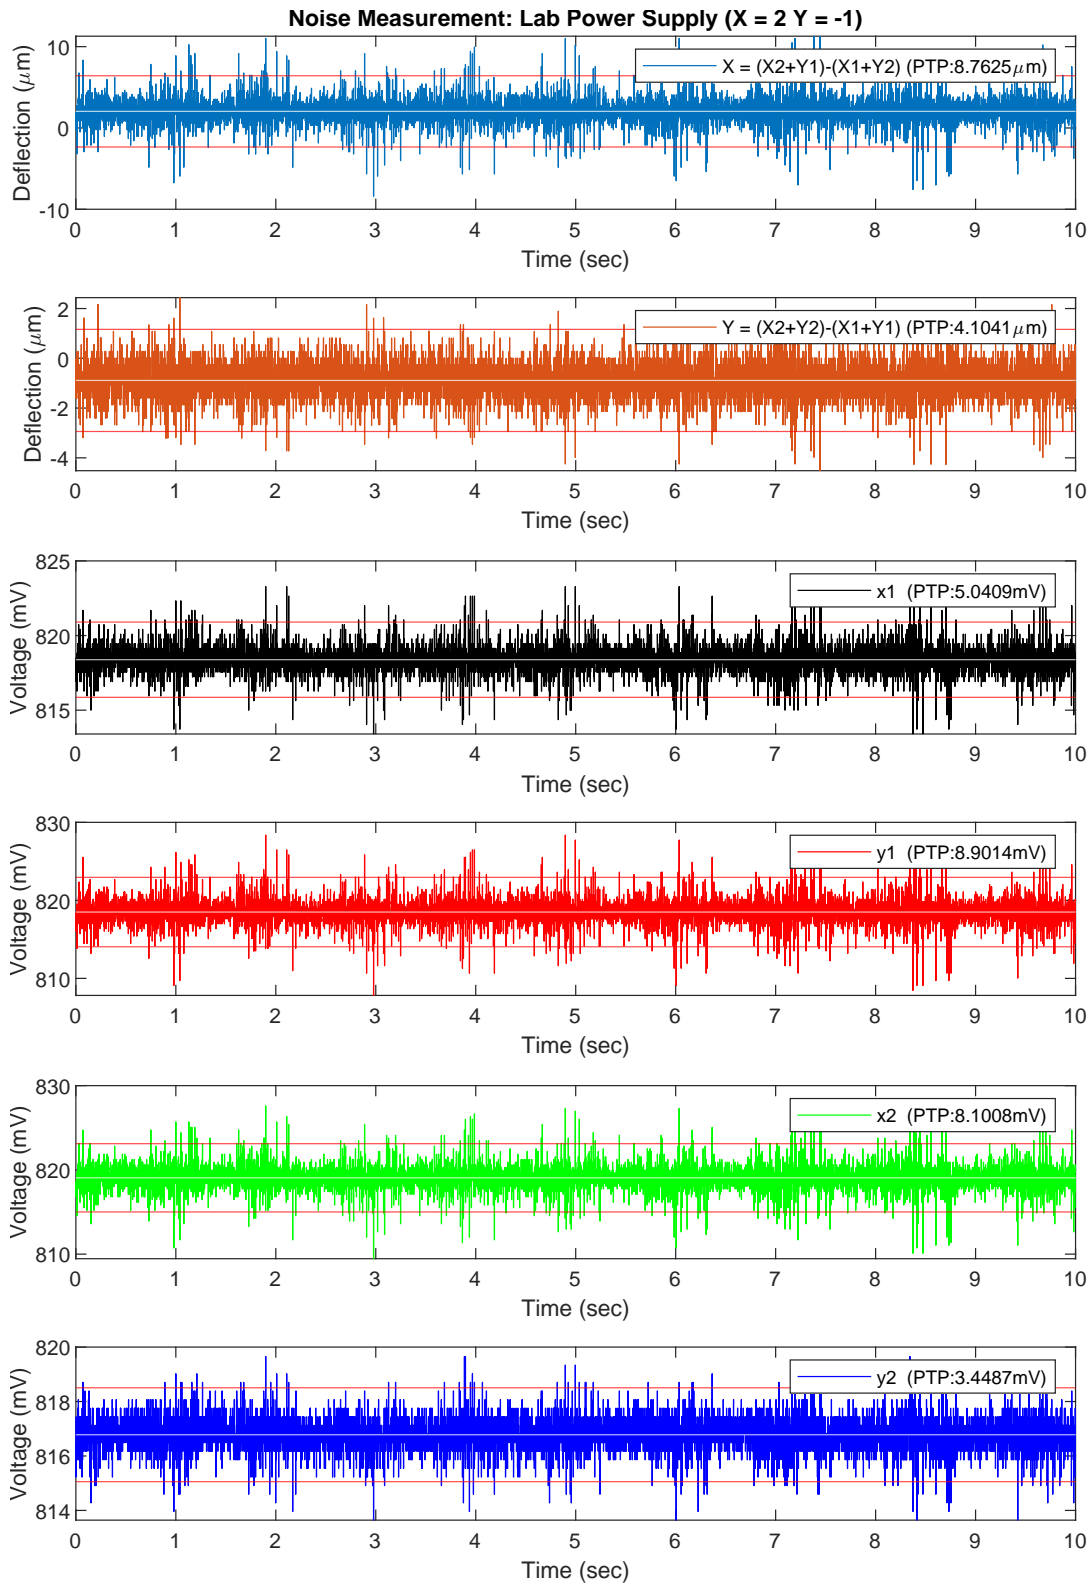 Noise Measurement: Lab Power Supply (X = 2 Y = -1)
Deflection (μm)
10
0
-10
X = (X2+Y1)-(X1+Y2) (PTP:8.7625μm)
0 1 2 3 4 5 6 7 8 9 10
Time (sec)
Deflection (μm)
2
0
-2
-4
Y = (X2+Y2)-(X1+Y1) (PTP:4.1041μm)
0 1 2 3 4 5 6 7 8 9 10
Time (sec)
Voltage (mV)
825
820
815
x1 (PTP:5.0409mV)
0 1 2 3 4 5 6 7 8 9 10
Time (sec)
Voltage (mV)
830
820
810
y1 (PTP:8.9014mV)
0 1 2 3 4 5 6 7 8 9 10
Time (sec)
Voltage (mV)
830
820
810
x2 (PTP:8.1008mV)
0 1 2 3 4 5 6 7 8 9 10
Time (sec)
Voltage (mV)
820
818
816
814
y2 (PTP:3.4487mV)
0 1 2 3 4 5 6 7 8 9 10
Time (sec)